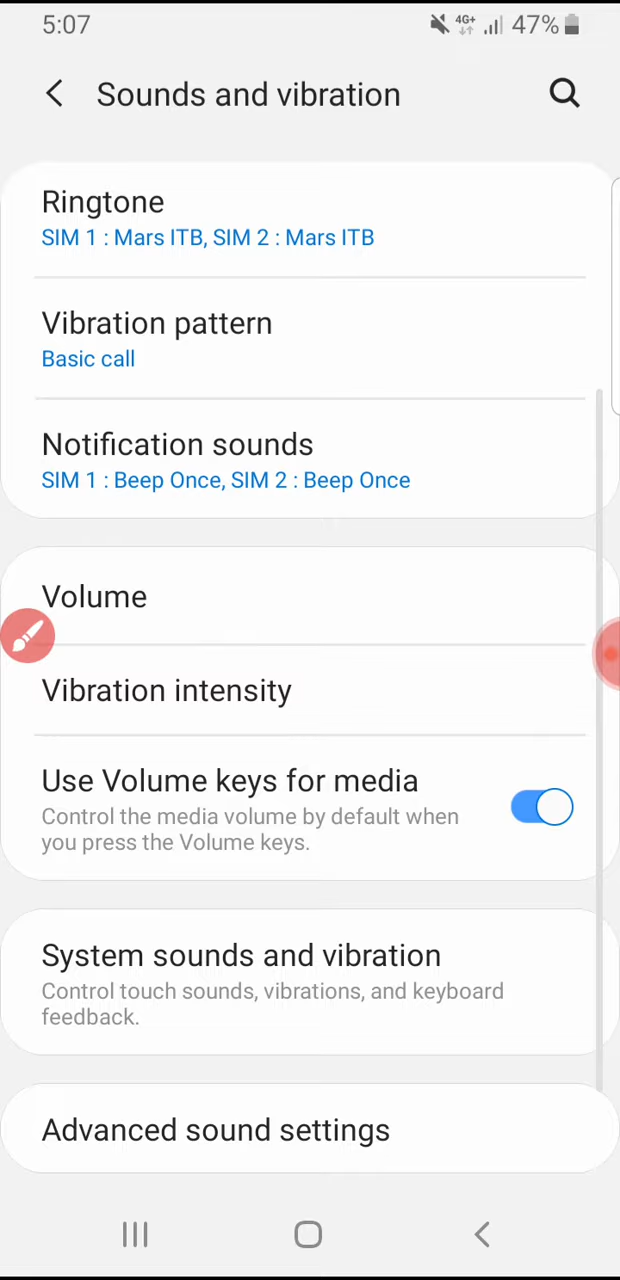 5:07
4G+ 47%
Sounds and vibration
Ringtone
SIM 1 : Mars ITB, SIM 2 : Mars ITB
Vibration pattern
Basic call
Notification sounds
SIM 1 : Beep Once, SIM 2 : Beep Once
Volume
Vibration intensity
Use Volume keys for media
Control the media volume by default when
you press the Volume keys.
System sounds and vibration
Control touch sounds, vibrations, and keyboard
feedback.
Advanced sound settings